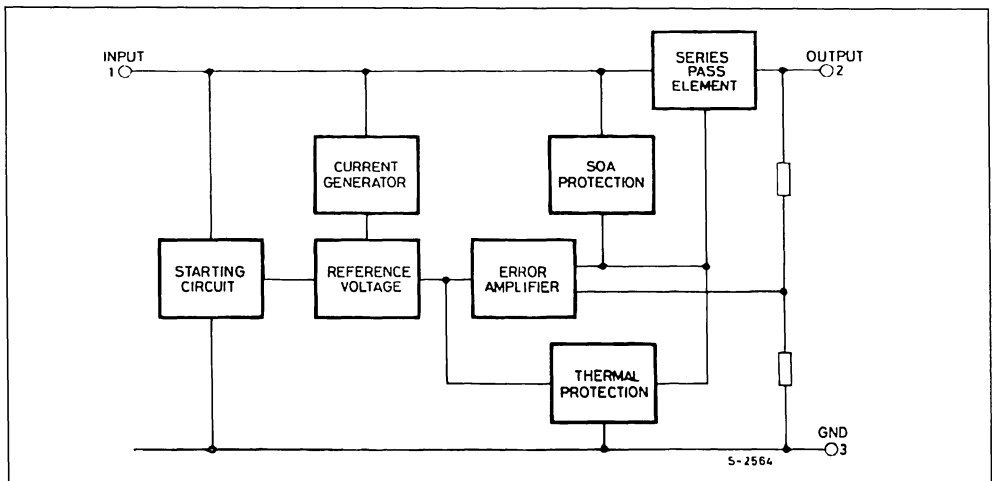 INPUT
1
SERIES
PASS
ELEMENT
OUTPUT
2
CURRENT
GENERATOR
SOA
PROTECTION
STARTING
CIRCUIT
REFERENCE
VOLTAGE
ERROR
AMPLIFIER
THERMAL
PROTECTION
GND
3
S-2564